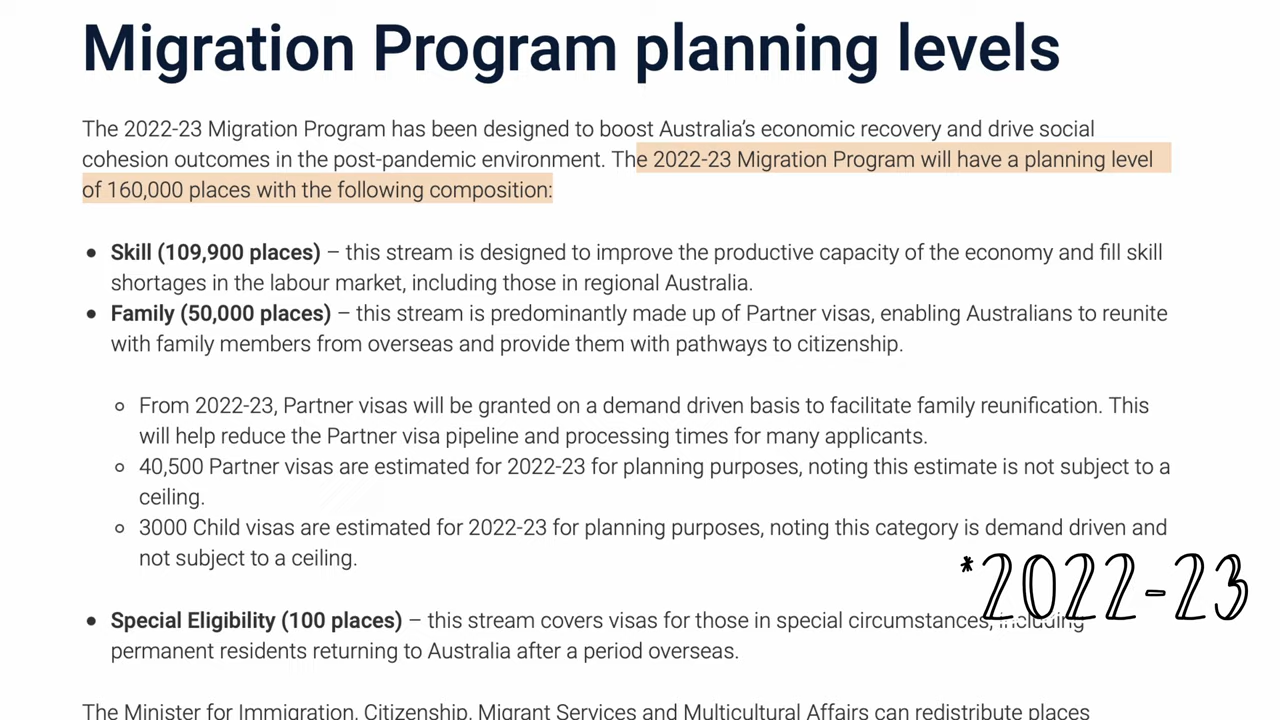 Migration Program planning levels
The 2022-23 Migration Program has been designed to boost Australia's economic recovery and drive social
cohesion outcomes in the post-pandemic environment. The 2022-23 Migration Program will have a planning level
of 160,000 places with the following composition:
• Skill (109,900 places) – this stream is designed to improve the productive capacity of the economy and fill skill
shortages in the labour market, including those in regional Australia.
• Family (50,000 places) – this stream is predominantly made up of Partner visas, enabling Australians to reunite
with family members from overseas and provide them with pathways to citizenship.
◦ From 2022-23, Partner visas will be granted on a demand driven basis to facilitate family reunification. This
will help reduce the Partner visa pipeline and processing times for many applicants.
◦ 40,500 Partner visas are estimated for 2022-23 for planning purposes, noting this estimate is not subject to a
ceiling.
◦ 3000 Child visas are estimated for 2022-23 for planning purposes, noting this category is demand driven and
not subject to a ceiling.
*2022-23
• Special Eligibility (100 places) – this stream covers visas for those in special circumstances, including
permanent residents returning to Australia after a period overseas.
The Minister for Immigration, Citizenship, Migrant Services and Multicultural Affairs can redistribute places